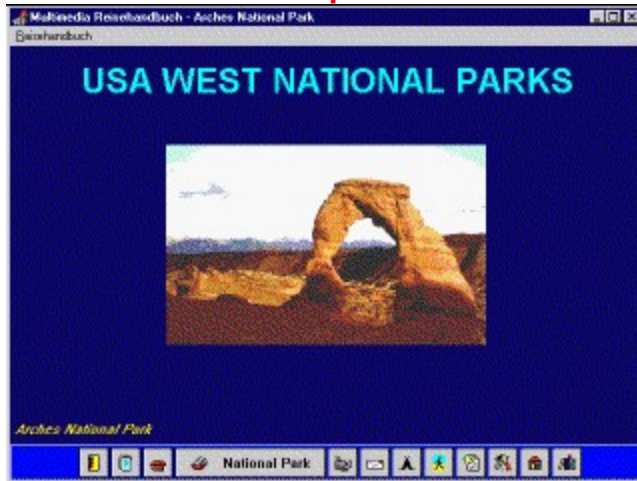 Multimedia Reisehandbuch - Arches National Park
Reisehandbuch
USA WEST NATIONAL PARKS
Arches National Park
National Park